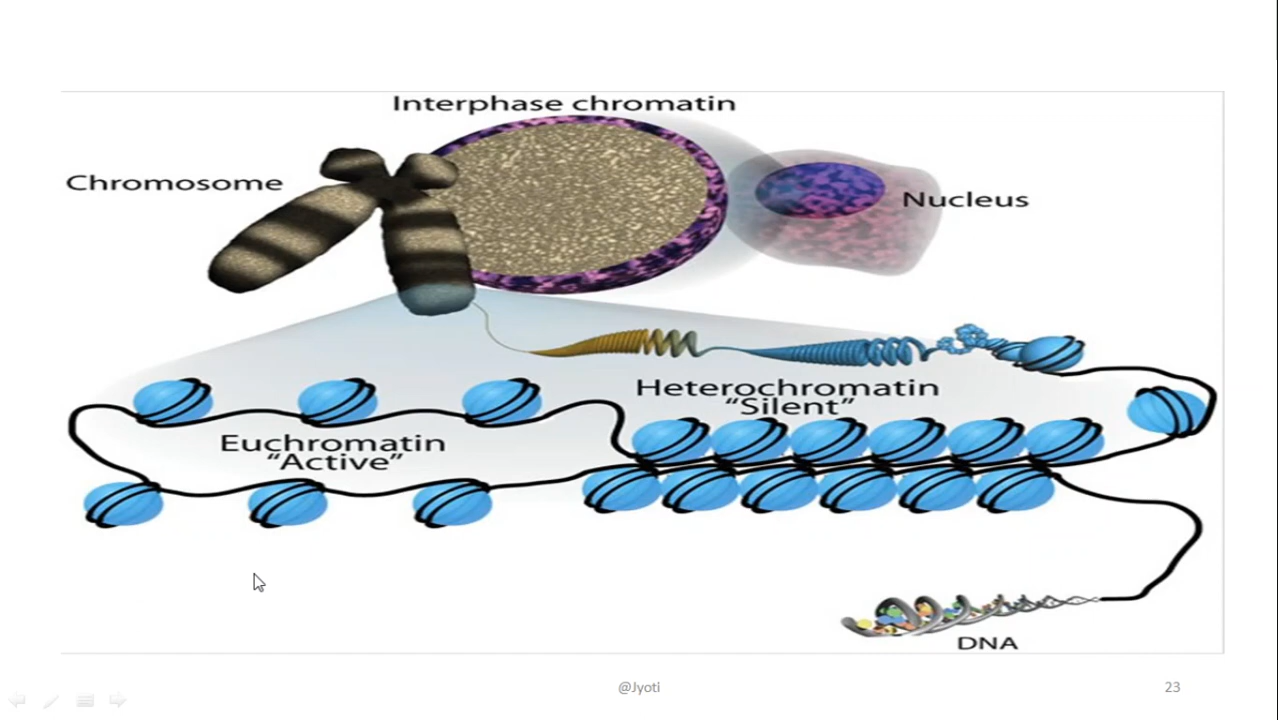 Interphase chromatin
Chromosome
Nucleus
Heterochromatin
“Silent”
Euchromatin
“Active”
DNA
@Jyoti
23